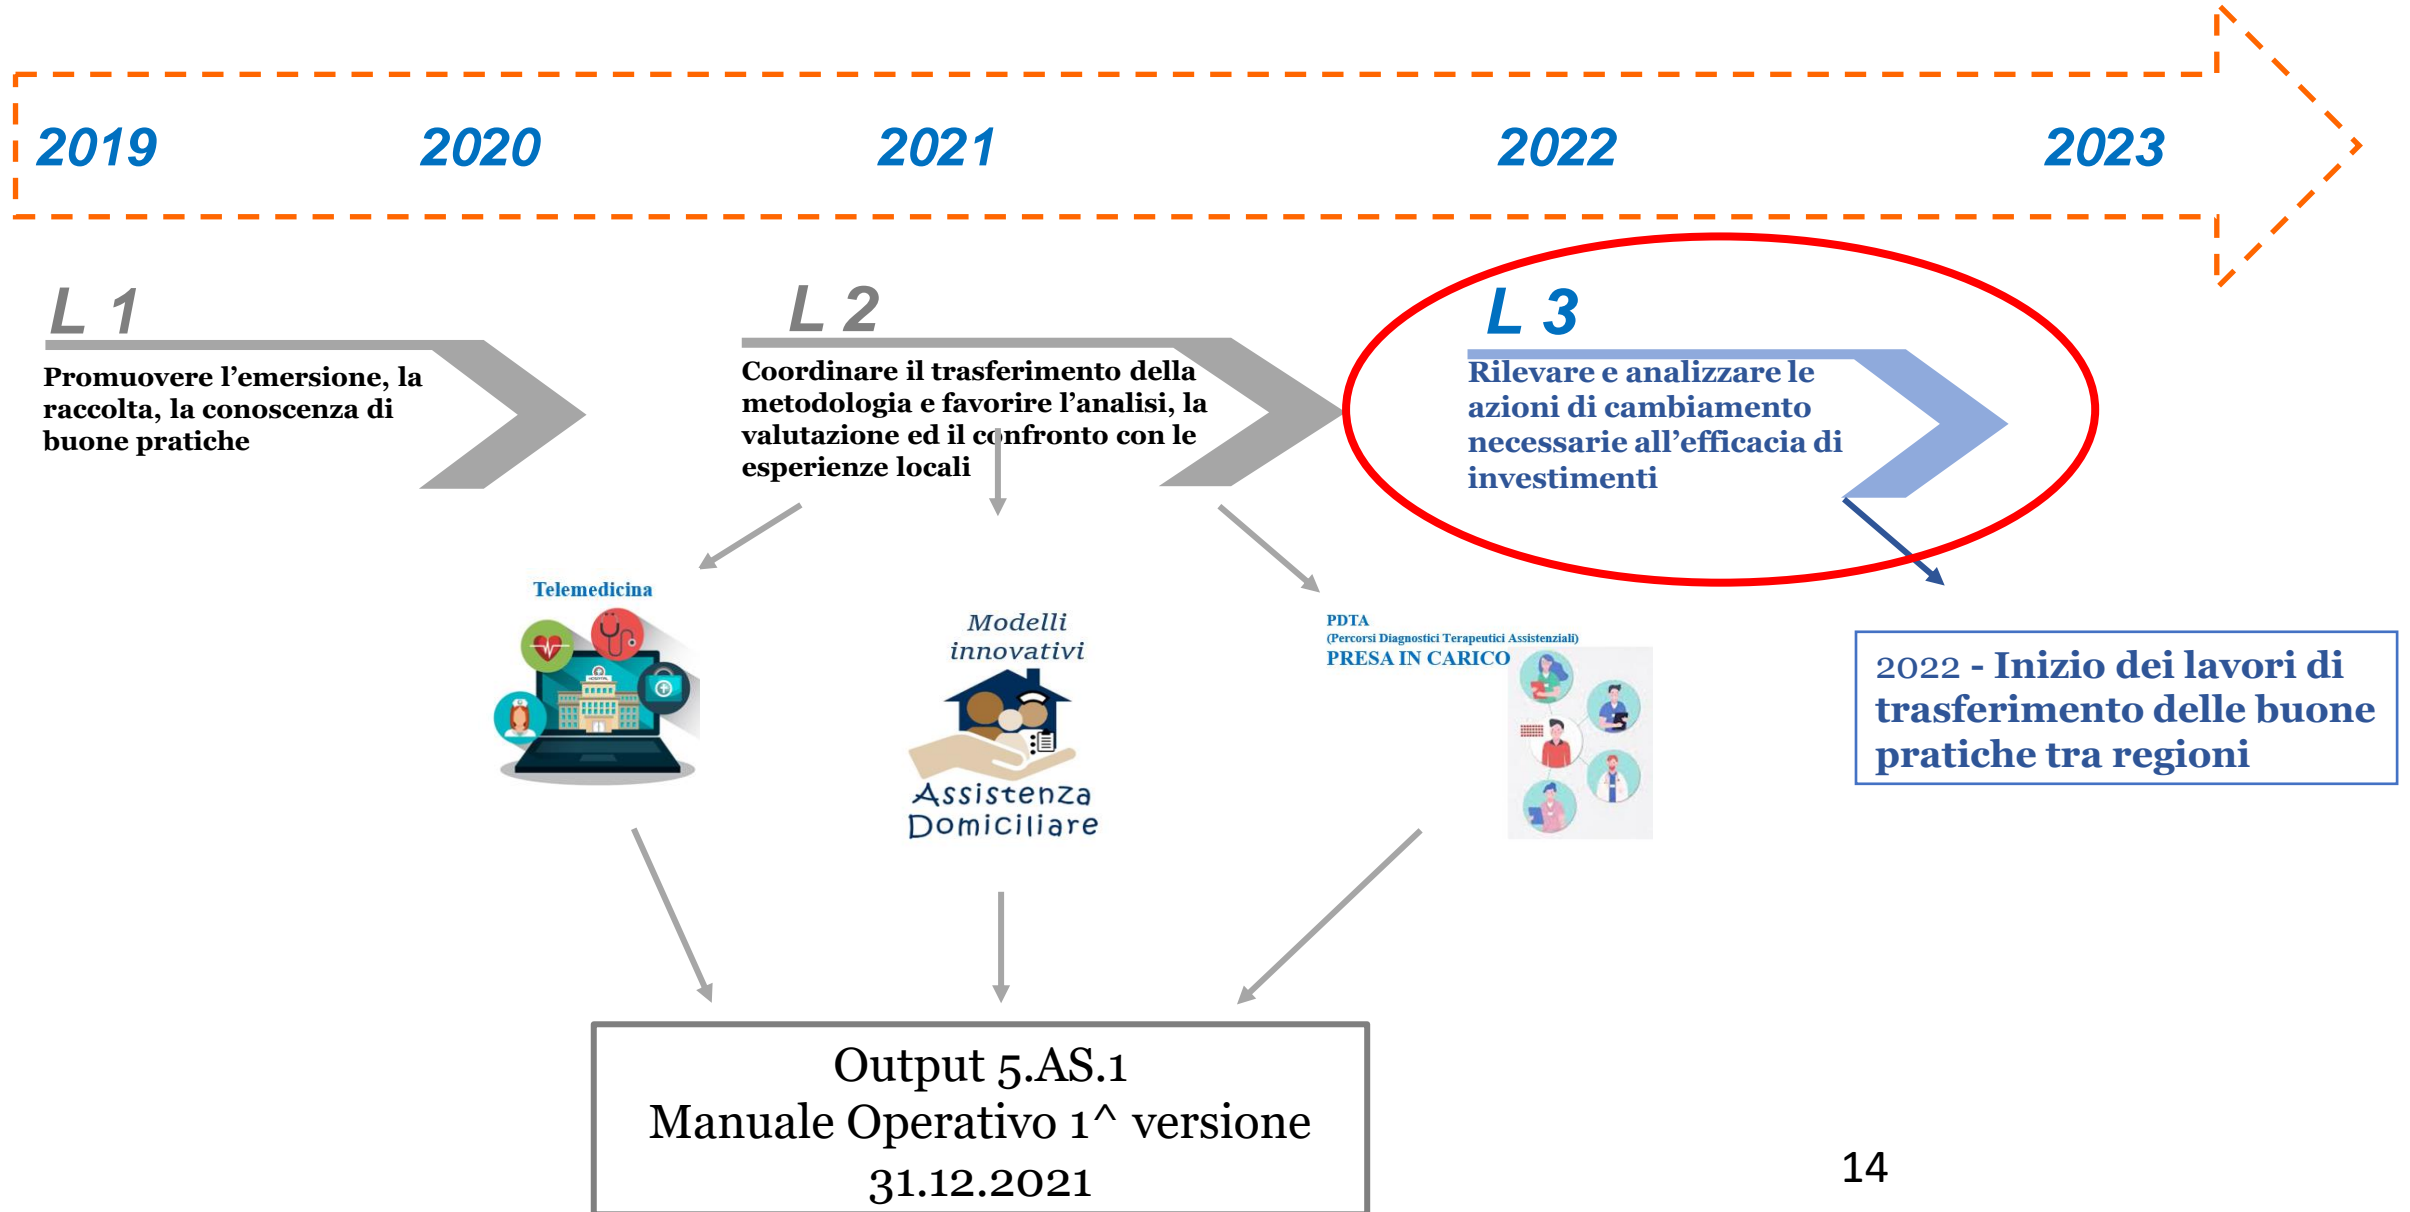 2019 2020 2021 2022 2023
L 1
Promuovere l’emersione, la
raccolta, la conoscenza di
buone pratiche
L 2
Coordinare il trasferimento della
metodologia e favorire l’analisi, la
valutazione ed il confronto con le
esperienze locali
L 3
Rilevare e analizzare le
azioni di cambiamento
necessarie all’efficacia di
investimenti
Telemedicina
HOSPITAL
Modelli
innovativi
Assistenza
Domiciliare
PDTA
(Percorsi Diagnostici Terapeutici Assistenziali)
PRESA IN CARICO
2022 - Inizio dei lavori di
trasferimento delle buone
pratiche tra regioni
Output 5.AS.1
Manuale Operativo 1^ versione
31.12.2021
14